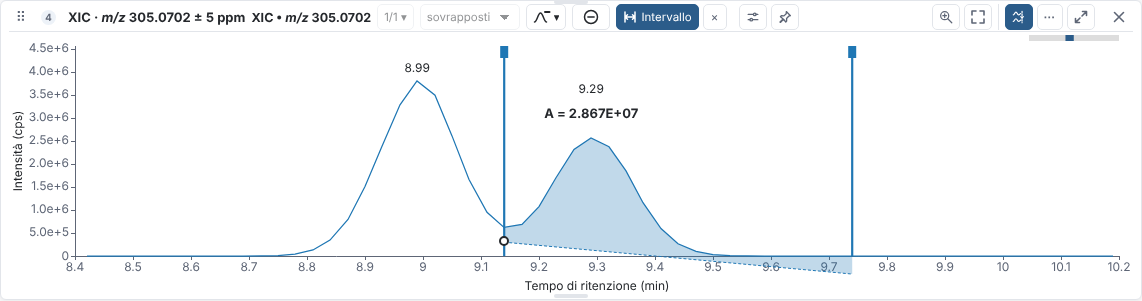 4 XIC · m/z 305.0702 ± 5 ppm XIC • m/z 305.0702 1/1 ▾ sovrapposti Intervallo ×
4.5e+6
4.0e+6
3.5e+6
3.0e+6
2.5e+6
2.0e+6
1.5e+6
1.0e+6
5.0e+5
0
Intensità (cps)
8.99
9.29
A = 2.867E+07
8.4 8.5 8.6 8.7 8.8 8.9 9 9.1 9.2 9.3 9.4 9.5 9.6 9.7 9.8 9.9 10 10.1 10.2
Tempo di ritenzione (min)